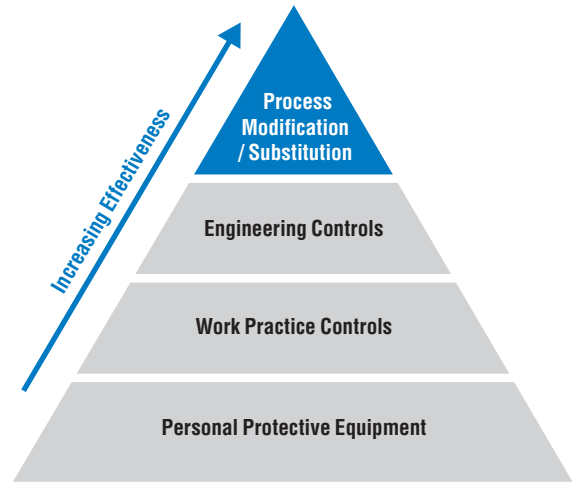 Increasing Effectiveness
Process
Modification
/ Substitution
Engineering Controls
Work Practice Controls
Personal Protective Equipment